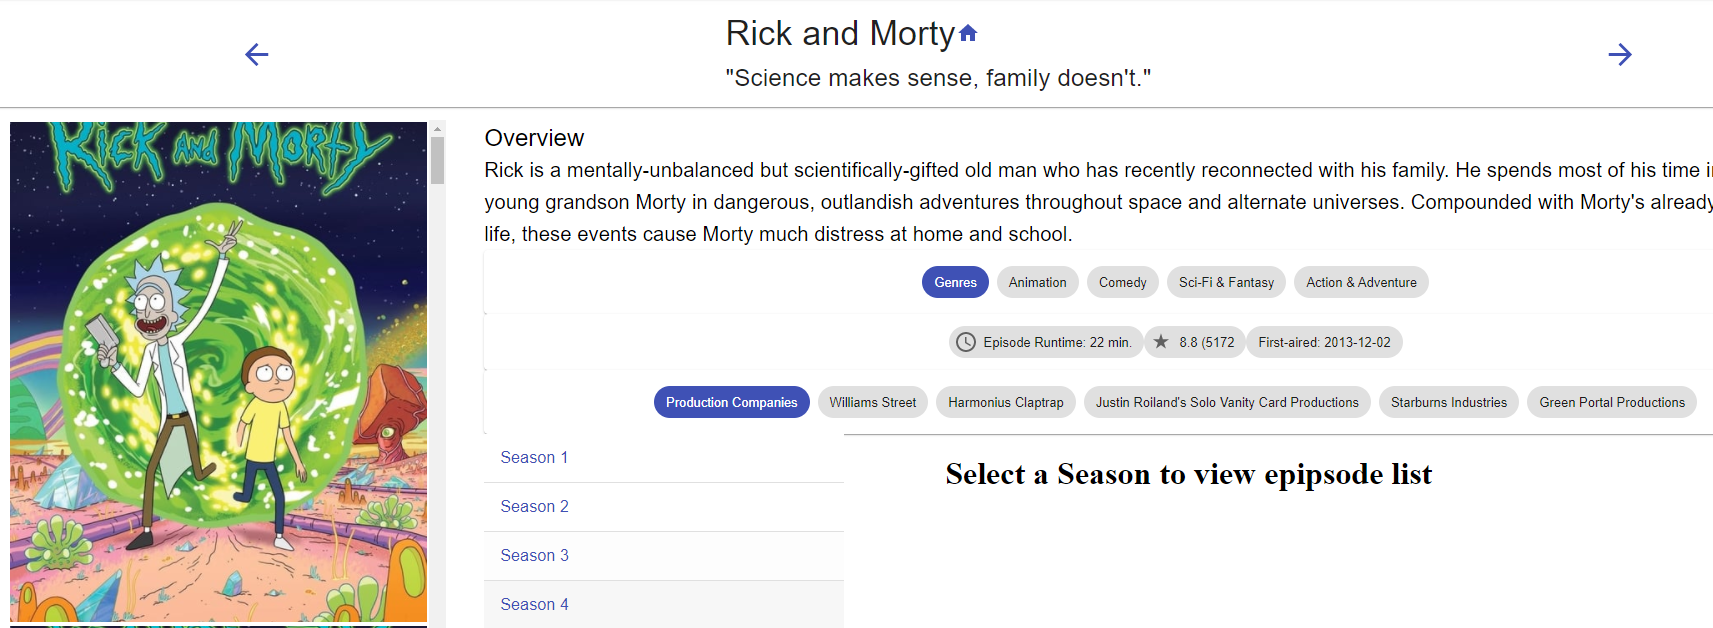 Rick and Morty
"Science makes sense, family doesn't."
Rick and Morty
Overview
Rick is a mentally-unbalanced but scientifically-gifted old man who has recently reconnected with his family. He spends most of his time
young grandson Morty in dangerous, outlandish adventures throughout space and alternate universes. Compounded with Morty's already
life, these events cause Morty much distress at home and school.
Genres Animation Comedy Sci-Fi & Fantasy Action & Adventure
Episode Runtime: 22 min. 8.8 (5172 First-aired: 2013-12-02
Production Companies Williams Street Harmonius Claptrap Justin Roiland's Solo Vanity Card Productions Starburns Industries Green Portal Productions
Season 1
Select a Season to view epipsode list
Season 2
Season 3
Season 4